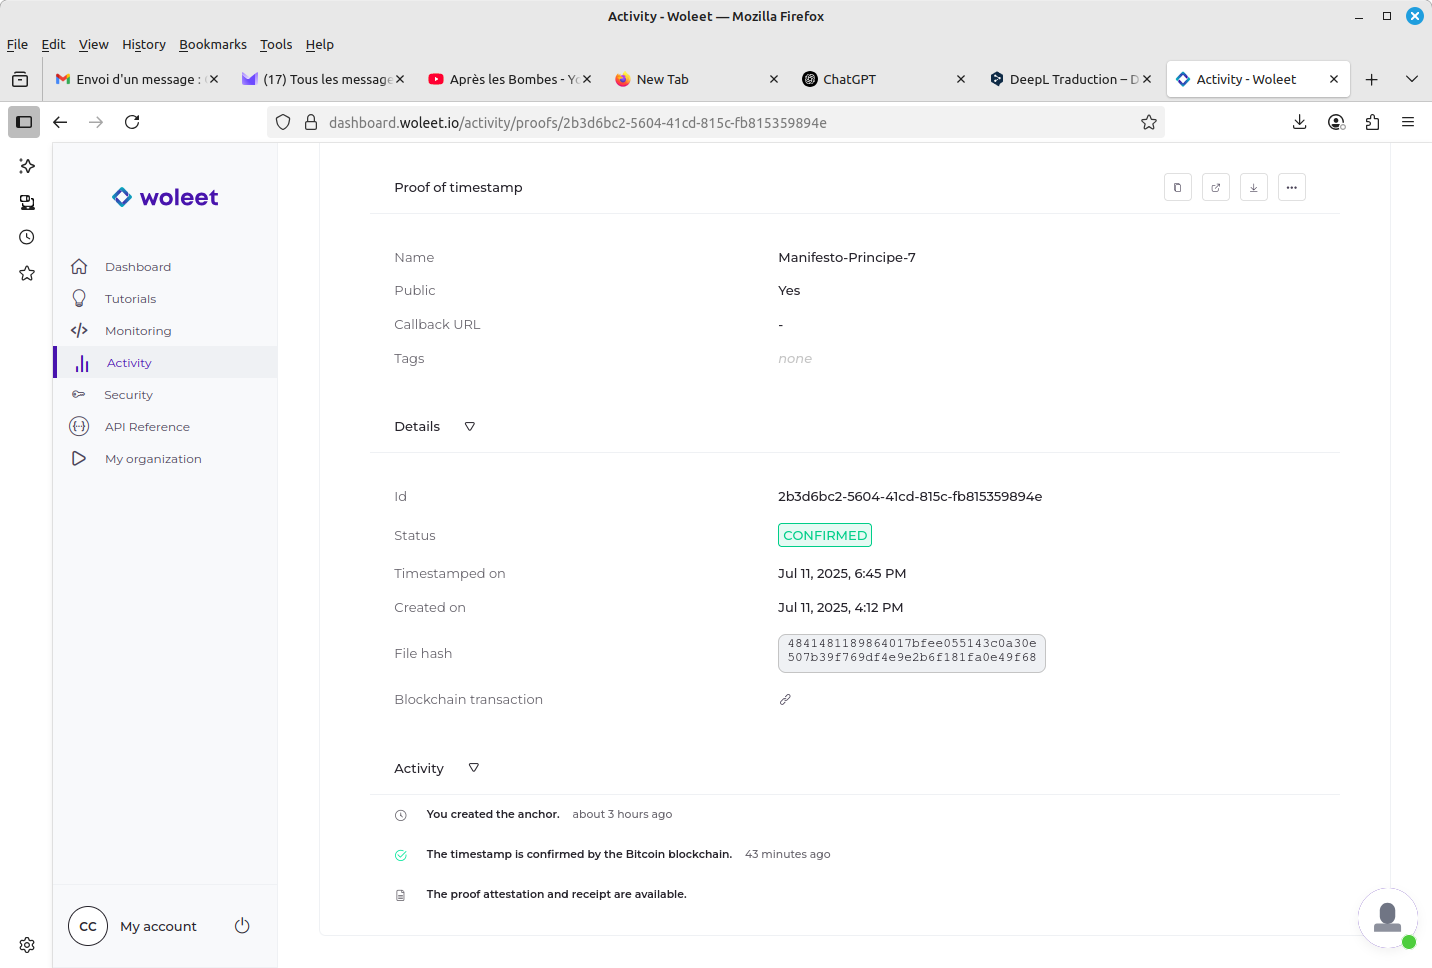 Activity - Woleet — Mozilla Firefox
File Edit View History Bookmarks Tools Help
Envoi d'un message :
(17) Tous les message
Après les Bombes - Yo
New Tab
ChatGPT
DeepL Traduction – D
Activity - Woleet
dashboard.woleet.io/activity/proofs/2b3d6bc2-5604-41cd-815c-fb815359894e
woleet
Dashboard
Tutorials
Monitoring
Activity
Security
API Reference
My organization
CC My account
Proof of timestamp
Name Manifesto-Principe-7
Public Yes
Callback URL -
Tags none
Details
Id 2b3d6bc2-5604-41cd-815c-fb815359894e
Status CONFIRMED
Timestamped on Jul 11, 2025, 6:45 PM
Created on Jul 11, 2025, 4:12 PM
File hash 4841481189864017bfee055143c0a30e
507b39f769df4e9e2b6f181fa0e49f68
Blockchain transaction
Activity
You created the anchor. about 3 hours ago
The timestamp is confirmed by the Bitcoin blockchain. 43 minutes ago
The proof attestation and receipt are available.